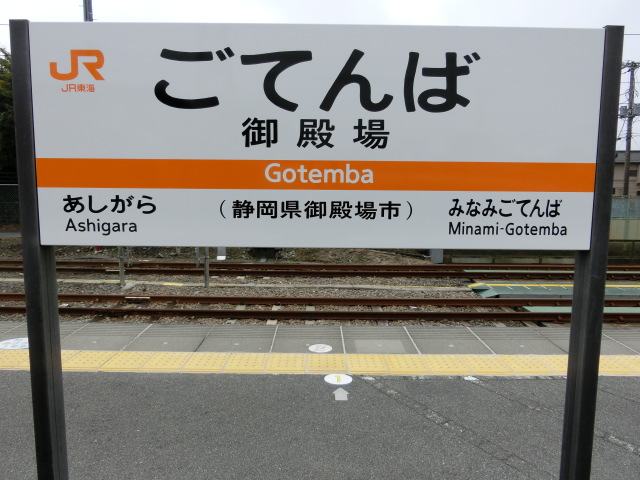 JR
JR東海
ごてんば
御殿場
Gotemba
あしがら
Ashigara
（静岡県御殿場市）
みなみごてんば
Minami-Gotemba